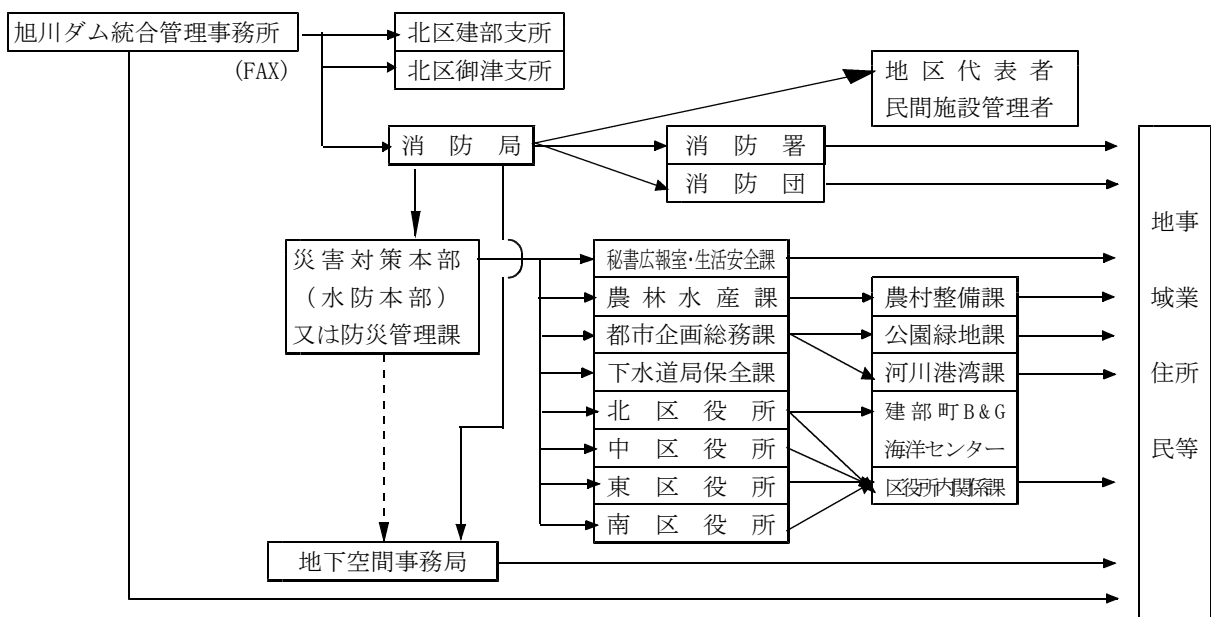 旭川ダム統合管理事務所
(FAX)
北区建部支所
北区御津支所
地区代表者
民間施設管理者
消防局
消防署
消防団
災害対策本部
(水防本部)
又は防災管理課
秘書広報室・生活安全課
農林水産課
都市企画総務課
下水道局保全課
北区役所
中区役所
東区役所
南区役所
農村整備課
公園緑地課
河川港湾課
建部町B&G
海洋センター
区役所内関係課
地下空間事務局
地域住民
事業所等